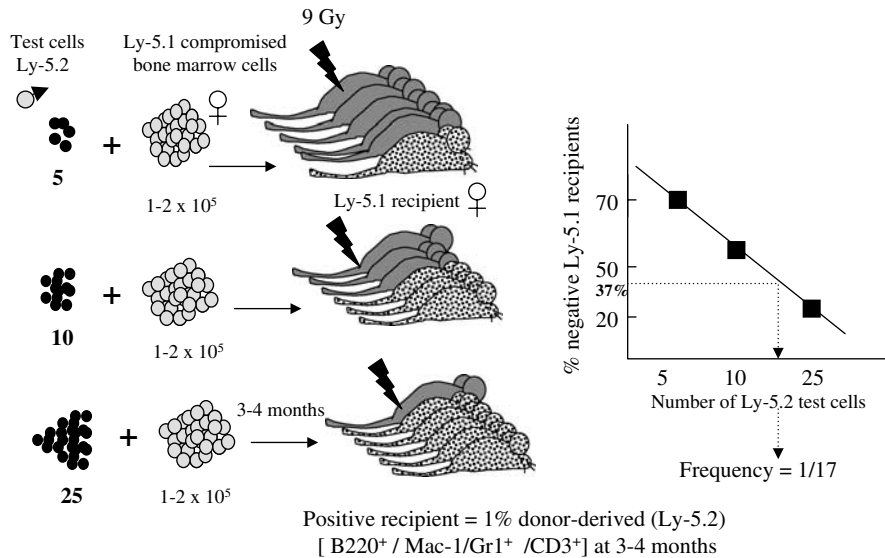 9 Gy
Test cells
Ly-5.2
Ly-5.1 compromised
bone marrow cells
♂
♀
+
5
1-2 x 10⁵
Ly-5.1 recipient ♀
+
10
1-2 x 10⁵
3-4 months
+
25
1-2 x 10⁵
% negative Ly-5.1 recipients
70
50
37%
20
5 10 25
Number of Ly-5.2 test cells
Frequency = 1/17
Positive recipient = 1% donor-derived (Ly-5.2)
[ B220⁺ / Mac-1/Gr1⁺ /CD3⁺] at 3-4 months